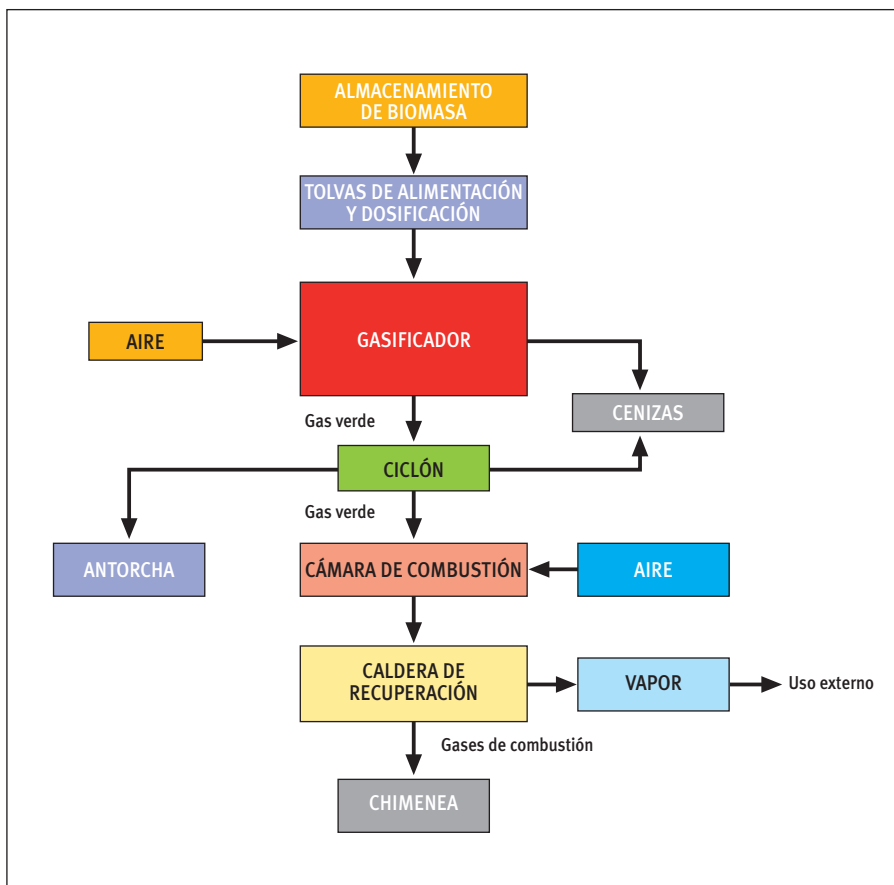 ALMACENAMIENTO
DE BIOMASA
TOLVAS DE ALIMENTACIÓN
Y DOSIFICACIÓN
AIRE
GASIFICADOR
CENIZAS
Gas verde
CICLÓN
Gas verde
ANTORCHA
CÁMARA DE COMBUSTIÓN
AIRE
CALDERA DE
RECUPERACIÓN
VAPOR
Uso externo
Gases de combustión
CHIMENEA